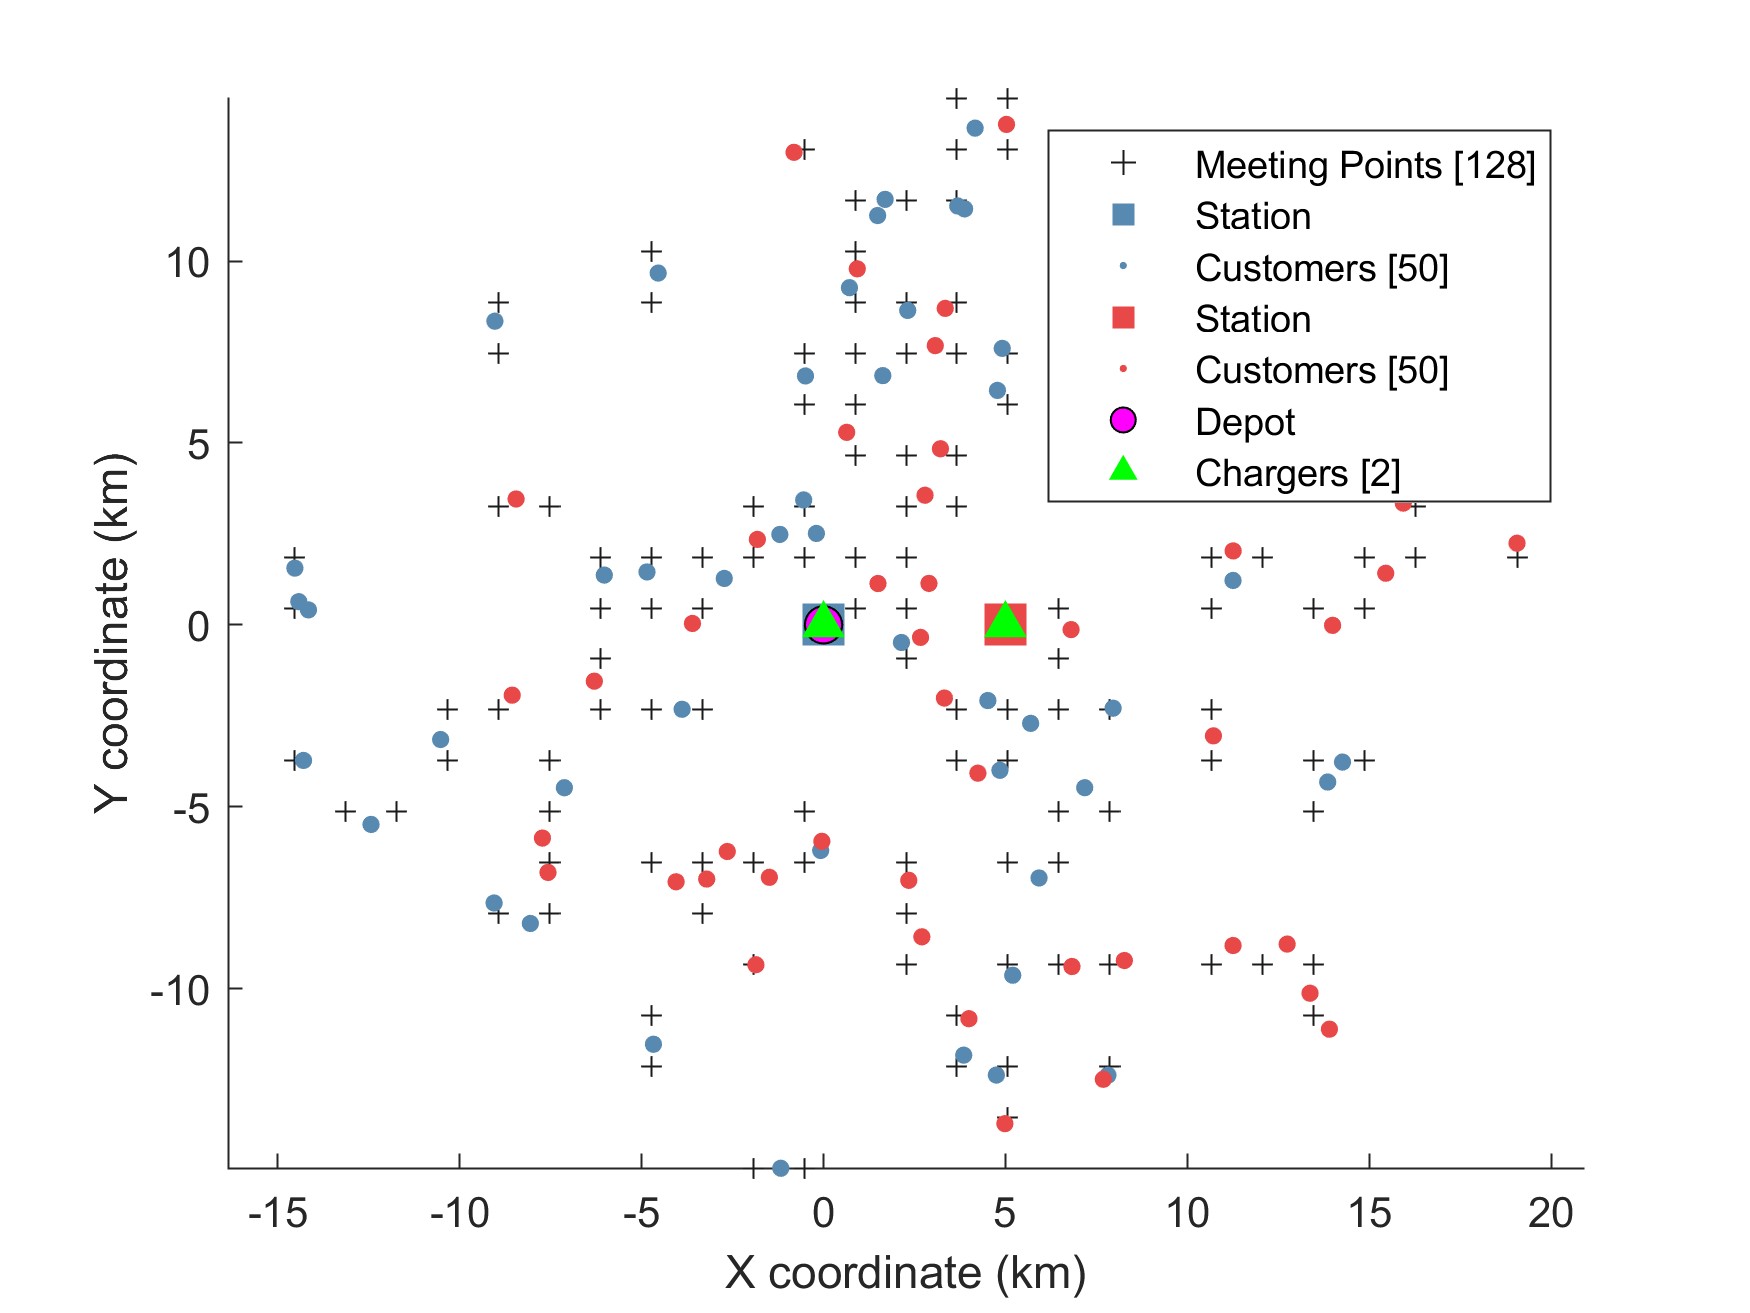 Meeting Points [128]
Station
Customers [50]
Station
Customers [50]
Depot
Chargers [2]
10
5
0
-5
-10
-15
-10
-5
0
5
10
15
20
Y coordinate (km)
X coordinate (km)